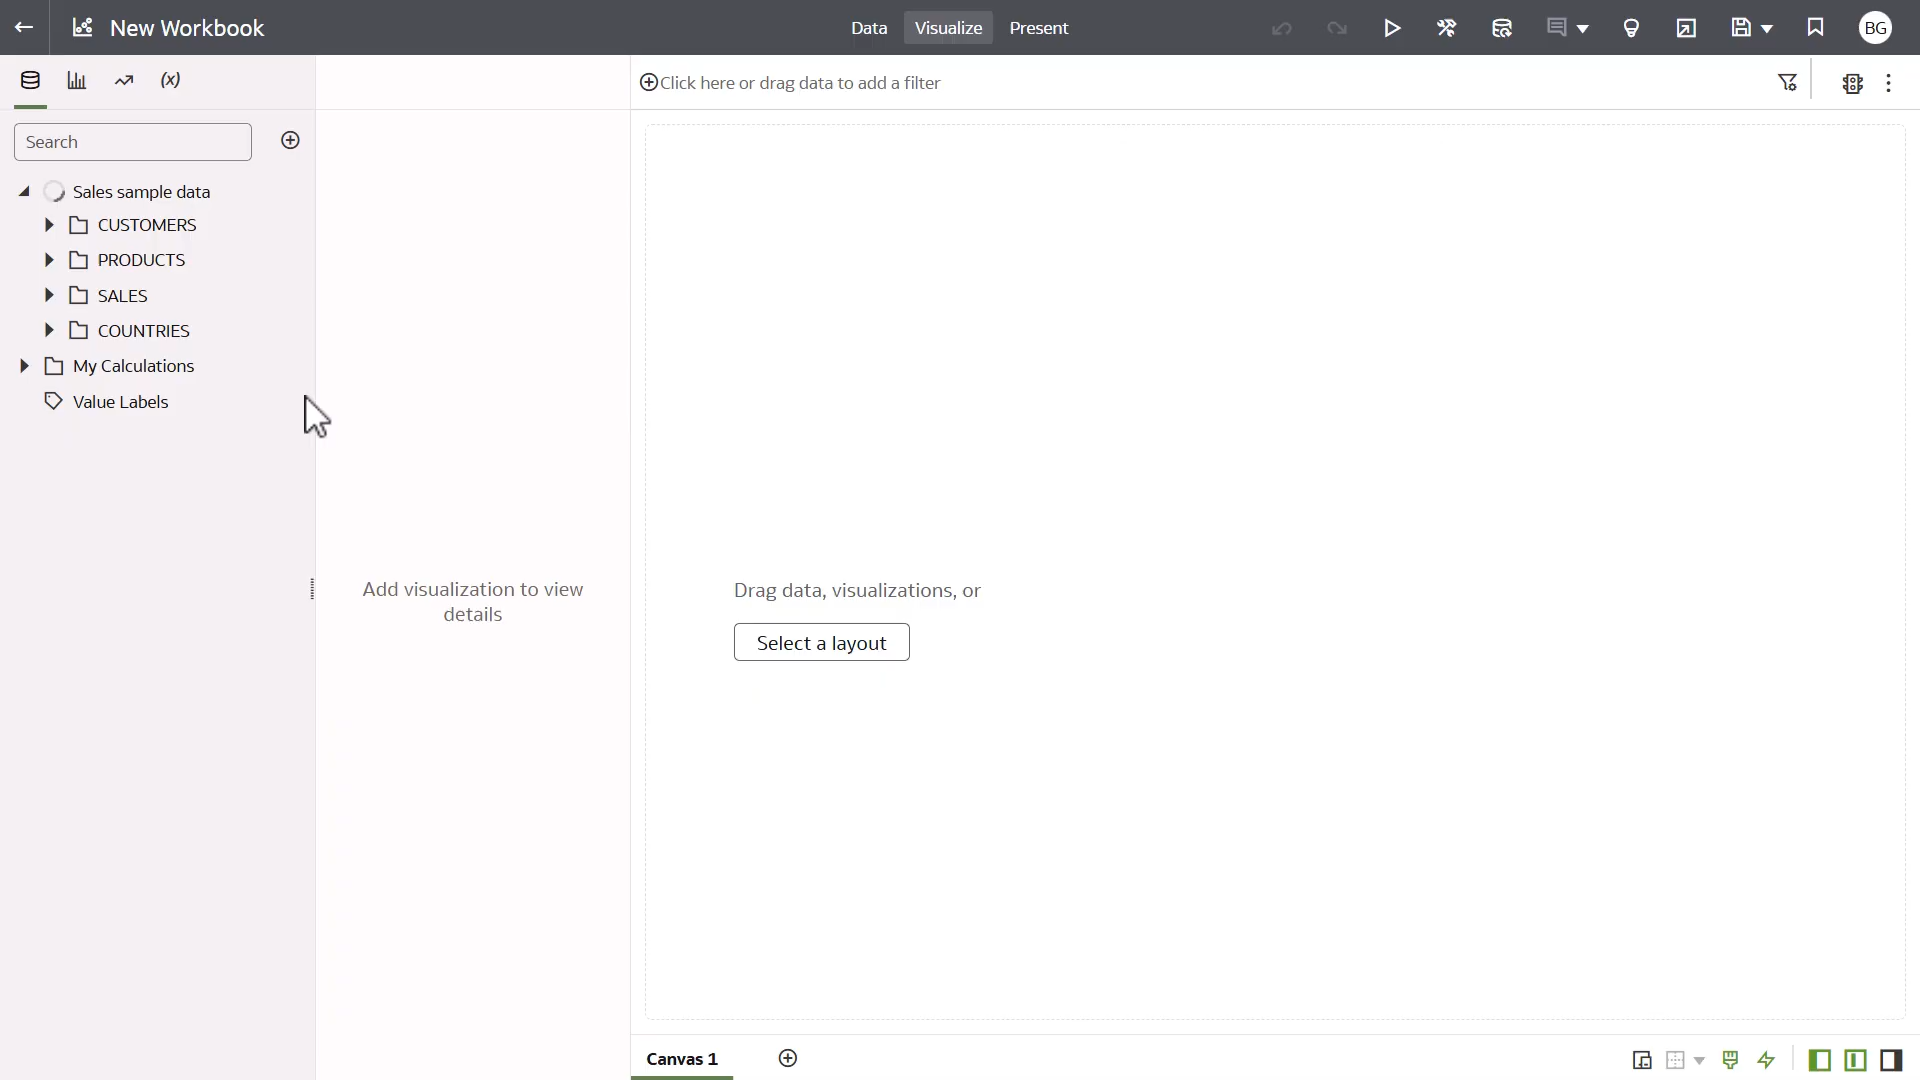 New Workbook
Data
Visualize
Present
BG
(x)
Click here or drag data to add a filter
Search
Sales sample data
CUSTOMERS
PRODUCTS
SALES
COUNTRIES
My Calculations
Value Labels
Add visualization to view
details
Drag data, visualizations, or
Select a layout
Canvas 1